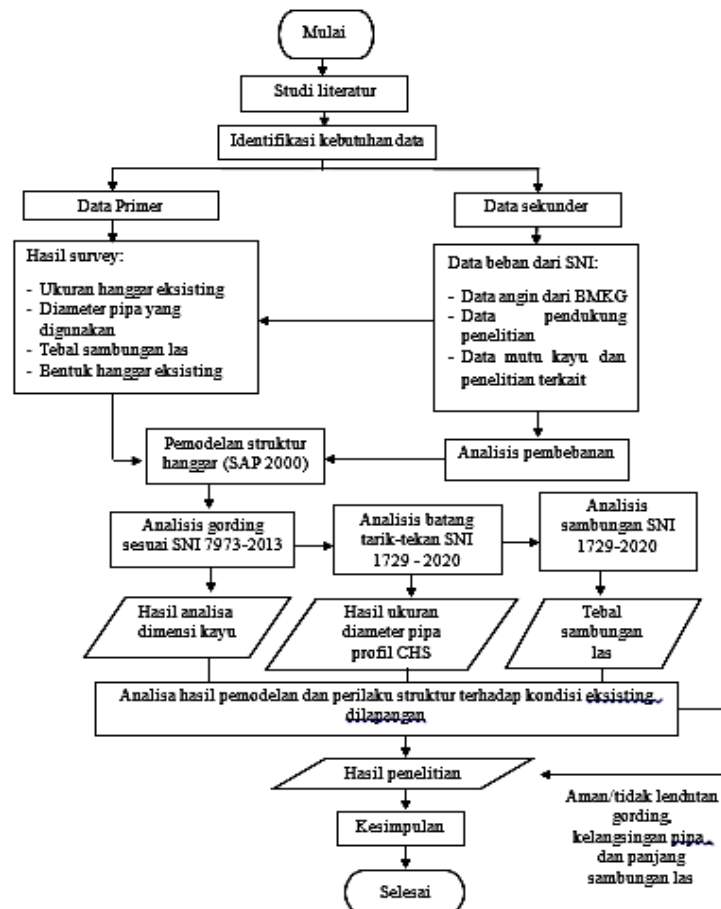 Mulai
Studi literatur
Identifikasi kebutuhan data
Data Primer
Data sekunder
Hasil survey:
- Ukuran hanggar eksisting
- Diameter pipa yang
digunakan
- Tebal sambungan las
- Bentuk hanggar eksisting
Data beban dari SNI:
- Data angin dari BMKG
- Data pendukung
penelitian
- Data mutu kayu dan
penelitian terkait
Pemodelan struktur
hanggar (SAP 2000)
Analisis pembebanan
Analisis gording
sesuai SNI 7973-2013
Analisis batang
tarik-tekan SNI
1729 - 2020
Analisis
sambungan SNI
1729-2020
Hasil analisa
dimensi kayu
Hasil ukuran
diameter pipa
profil CHS
Tebal
sambungan
las
Analisa hasil pemodelan dan perilaku struktur terhadap kondisi eksisting
dilapangan
Hasil penelitian
Aman/tidak lendutan
gording,
kelangsingan pipa
dan panjang
sambungan las
Kesimpulan
Selesai